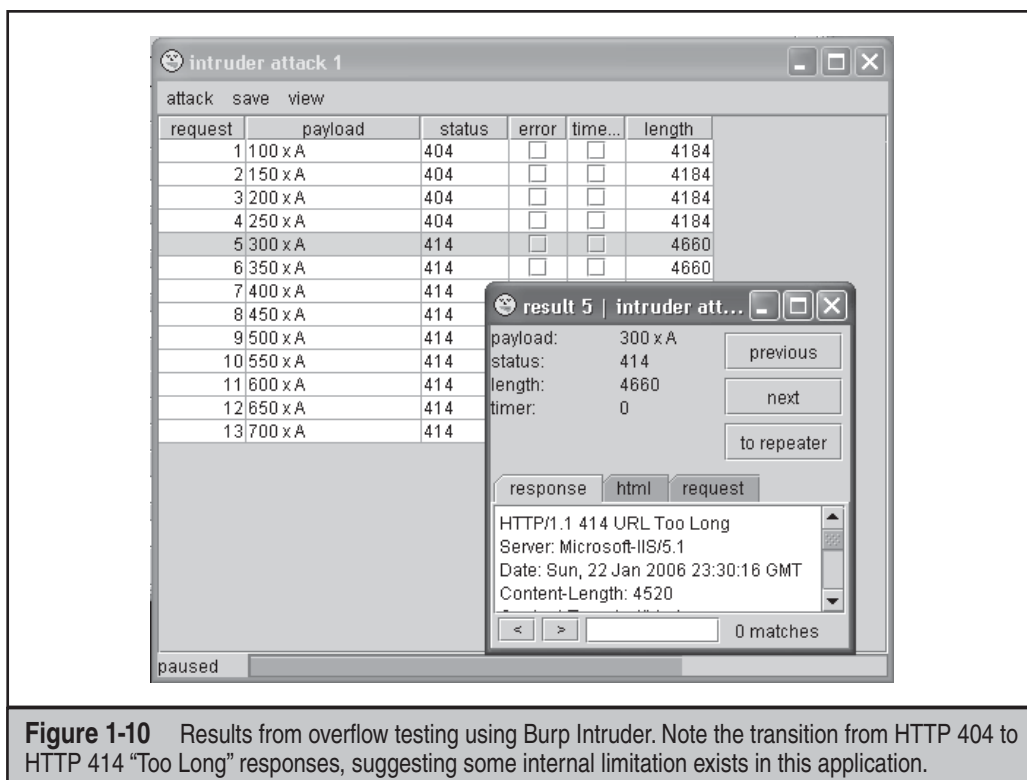 intruder attack 1
attack save view
request payload status error time... length
1 100 x A 404 4184
2 150 x A 404 4184
3 200 x A 404 4184
4 250 x A 404 4184
5 300 x A 414 4660
6 350 x A 414 4660
7 400 x A 414
8 450 x A 414
9 500 x A 414
10 550 x A 414
11 600 x A 414
12 650 x A 414
13 700 x A 414
result 5 | intruder att...
payload: 300 x A
status: 414
length: 4660
timer: 0
previous
next
to repeater
response html request
HTTP/1.1 414 URL Too Long
Server: Microsoft-IIS/5.1
Date: Sun, 22 Jan 2006 23:30:16 GMT
Content-Length: 4520
< > 0 matches
paused
Figure 1-10 Results from overflow testing using Burp Intruder. Note the transition from HTTP 404 to
HTTP 414 “Too Long” responses, suggesting some internal limitation exists in this application.